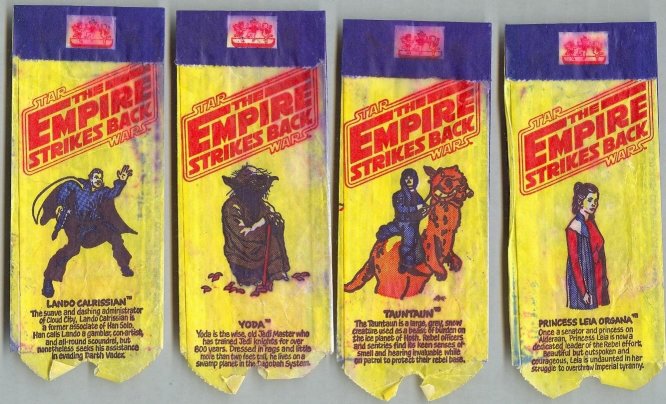 STAR
THE
EMPIRE
STRIKES BACK
WARS
LANDO CALRISSIAN™
The suave and dashing administrator
of Cloud City, Lando Calrissian is
a former associate of Han Solo.
Han calls Lando a gambler, con-artist,
and all-round scoundrel, but
nonetheless seeks his assistance
in evading Darth Vader.
STAR
THE
EMPIRE
STRIKES BACK
WARS
YODA™
Yoda is the wise, old Jedi Master who
has trained Jedi knights for over
800 years. Dressed in rags and little
more than two feet tall, he lives on a
swamp planet in the Dagobah System.
STAR
THE
EMPIRE
STRIKES BACK
WARS
TAUNTAUN™
The Tauntaun is a large, grey, snow
creature used as a beast of burden on
the ice planet of Hoth. Rebel officers
and sentries find its keen senses of
smell and hearing invaluable while
on patrol to protect their rebel base.
STAR
THE
EMPIRE
STRIKES BACK
WARS
PRINCESS LEIA ORGANA™
Once a senator and princess on
Alderaan, Princess Leia is now a
dedicated leader of the Rebel effort.
Beautiful but outspoken and
courageous, Leia is undaunted in her
struggle to overthrow Imperial tyranny.